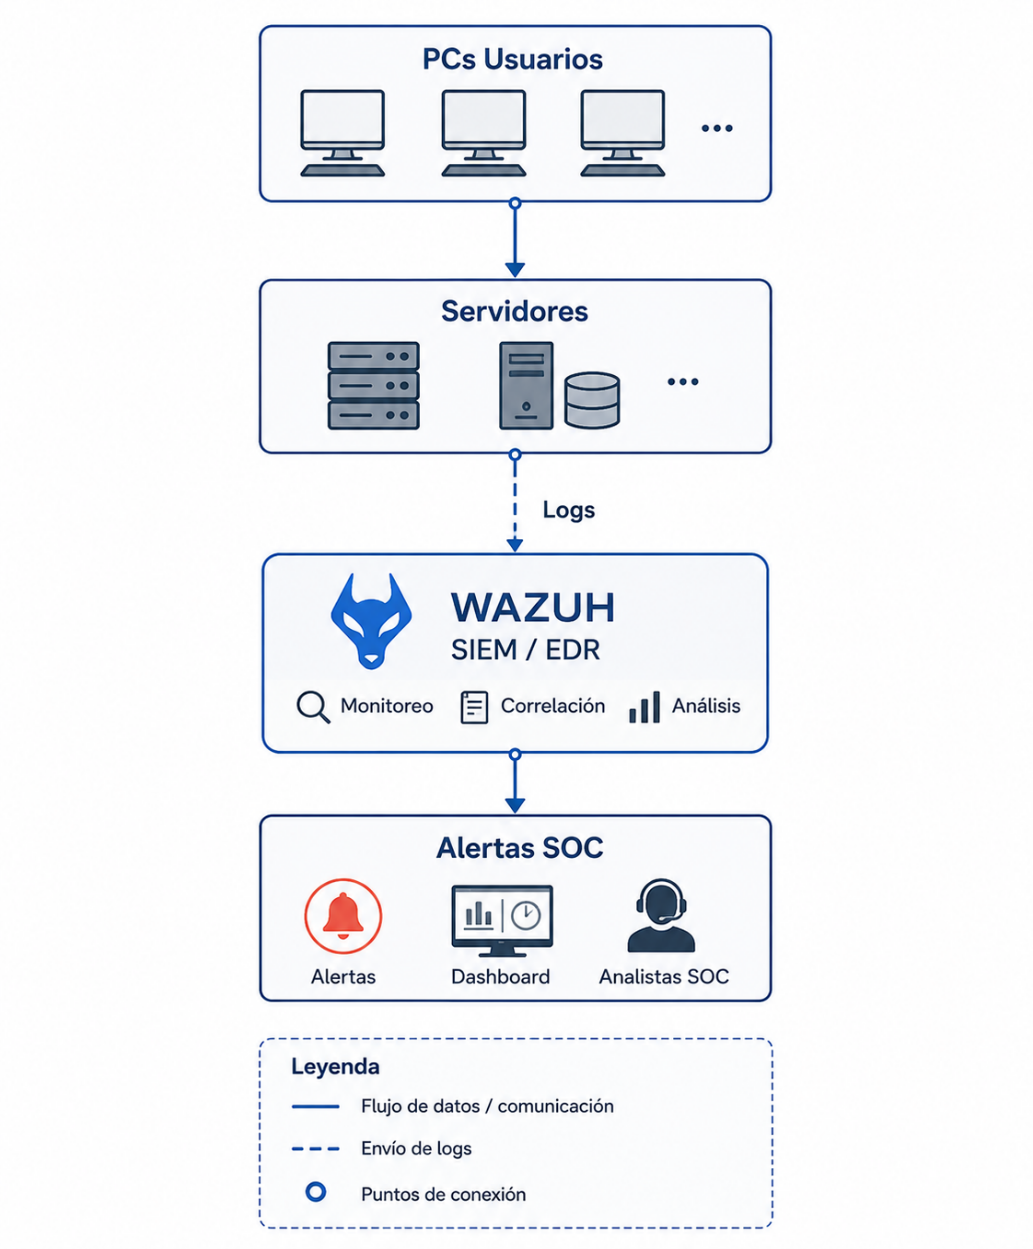 PCs Usuarios
...
Servidores
...
Logs
WAZUH
SIEM / EDR
Monitoreo Correlación Análisis
Alertas SOC
Alertas Dashboard Analistas SOC
Leyenda
Flujo de datos / comunicación
Envío de logs
Puntos de conexión